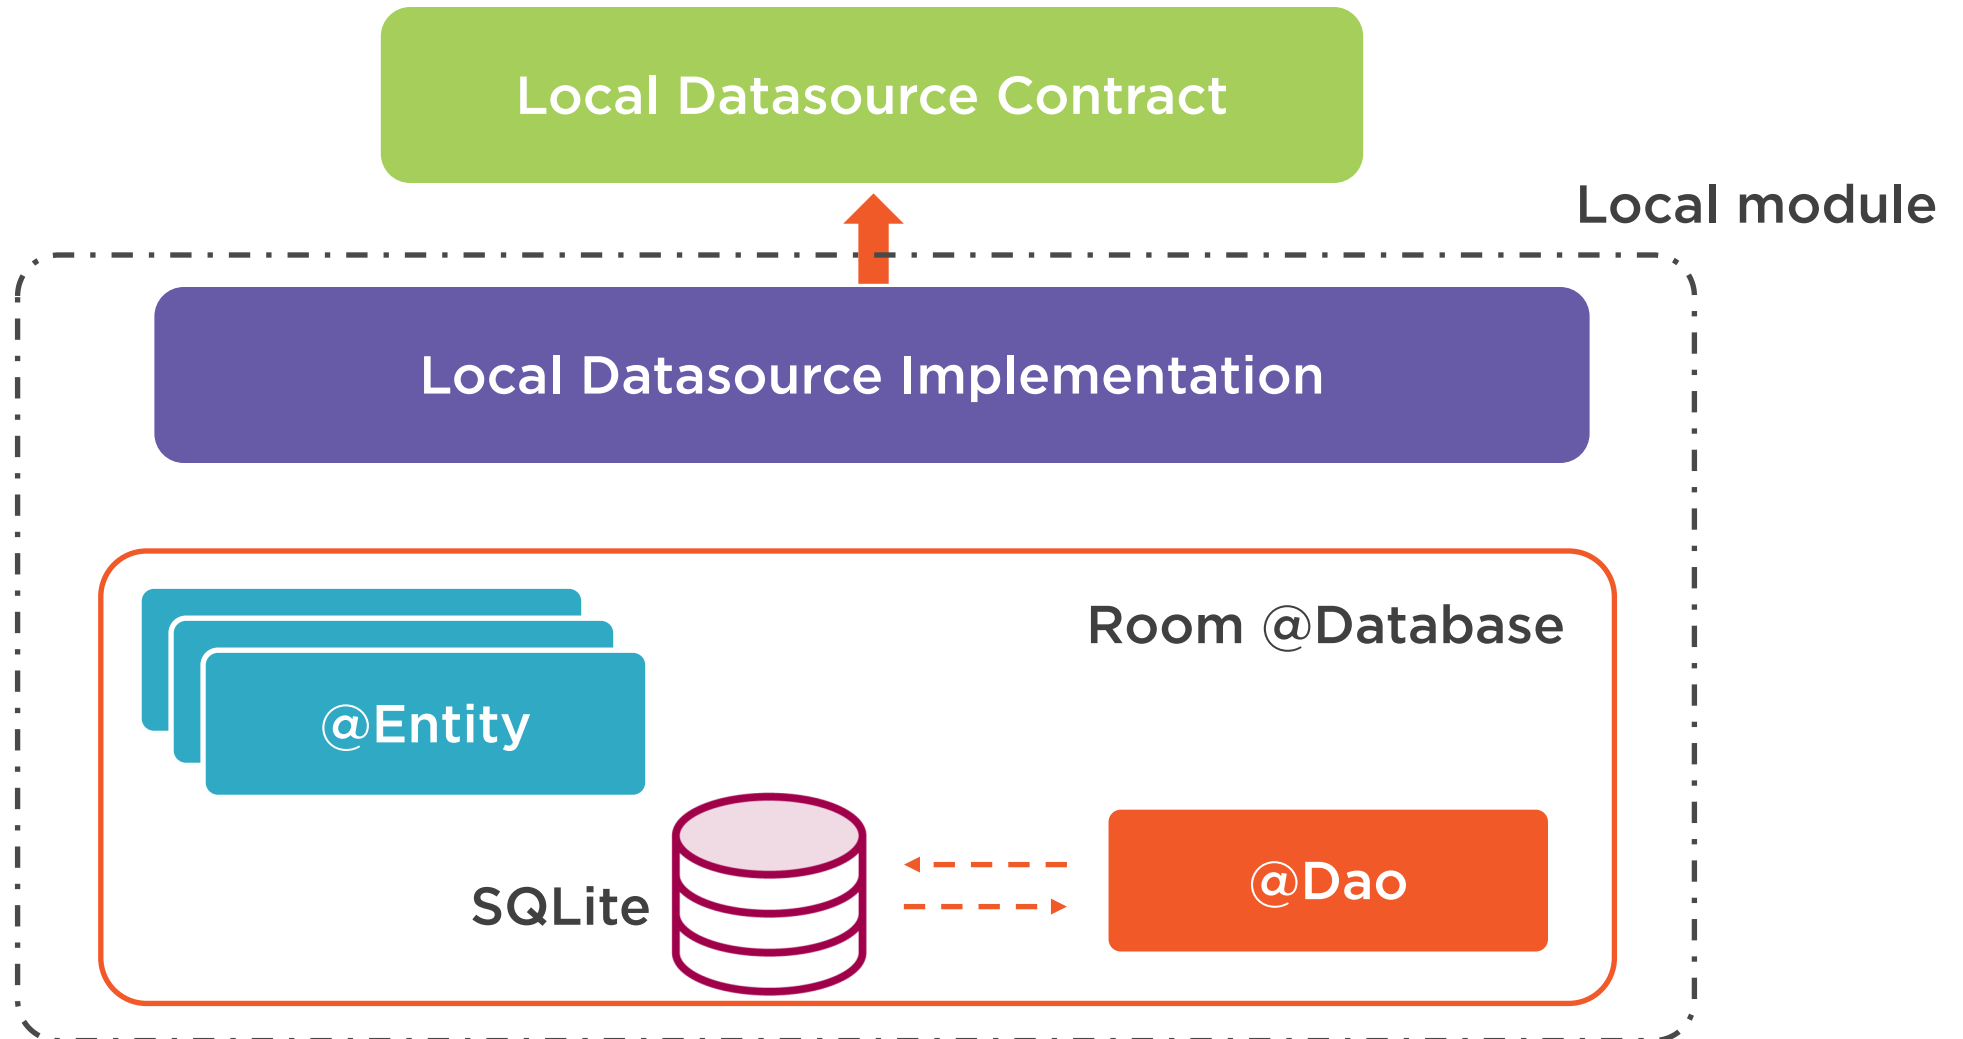 Local Datasource Contract
Local module
Local Datasource Implementation
Room @Database
@Entity
SQLite
@Dao